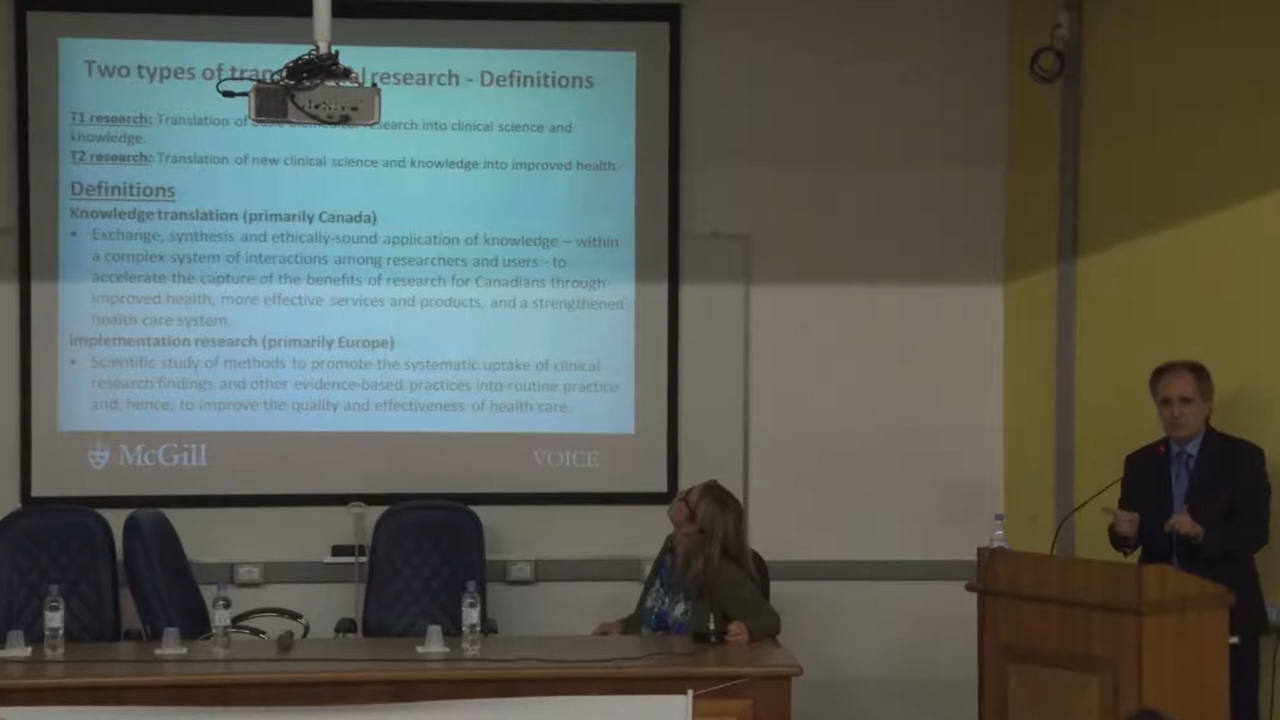 Two types of research - Definitions
T1 research: Translation of research into clinical science and
knowledge.
T2 research: Translation of new clinical science and knowledge into improved health.
Definitions
Knowledge translation (primarily Canada)
• Exchange, synthesis and ethically-sound application of knowledge – within
a complex system of interactions among researchers and users - to
accelerate the capture of the benefits of research for Canadians through
improved health, more effective services and products, and a strengthened
health care system.
Implementation research (primarily Europe)
• Scientific study of methods to promote the systematic uptake of clinical
research findings and other evidence-based practices into routine practice
and, hence, to improve the quality and effectiveness of health care.
McGill
VOICE